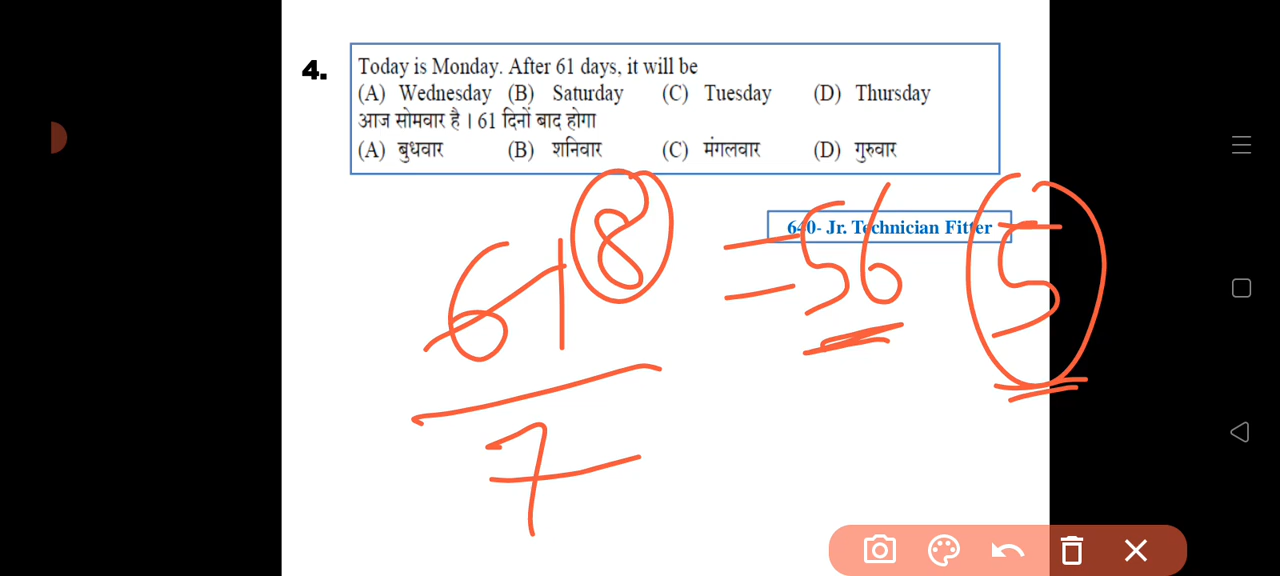 4.
Today is Monday. After 61 days, it will be
(A) Wednesday (B) Saturday (C) Tuesday (D) Thursday
आज सोमवार है । 61 दिनों बाद होगा
(A) बुधवार (B) शनिवार (C) मंगलवार (D) गुरुवार
640- Jr. Technician Fitter
61 8 = 56 5
7